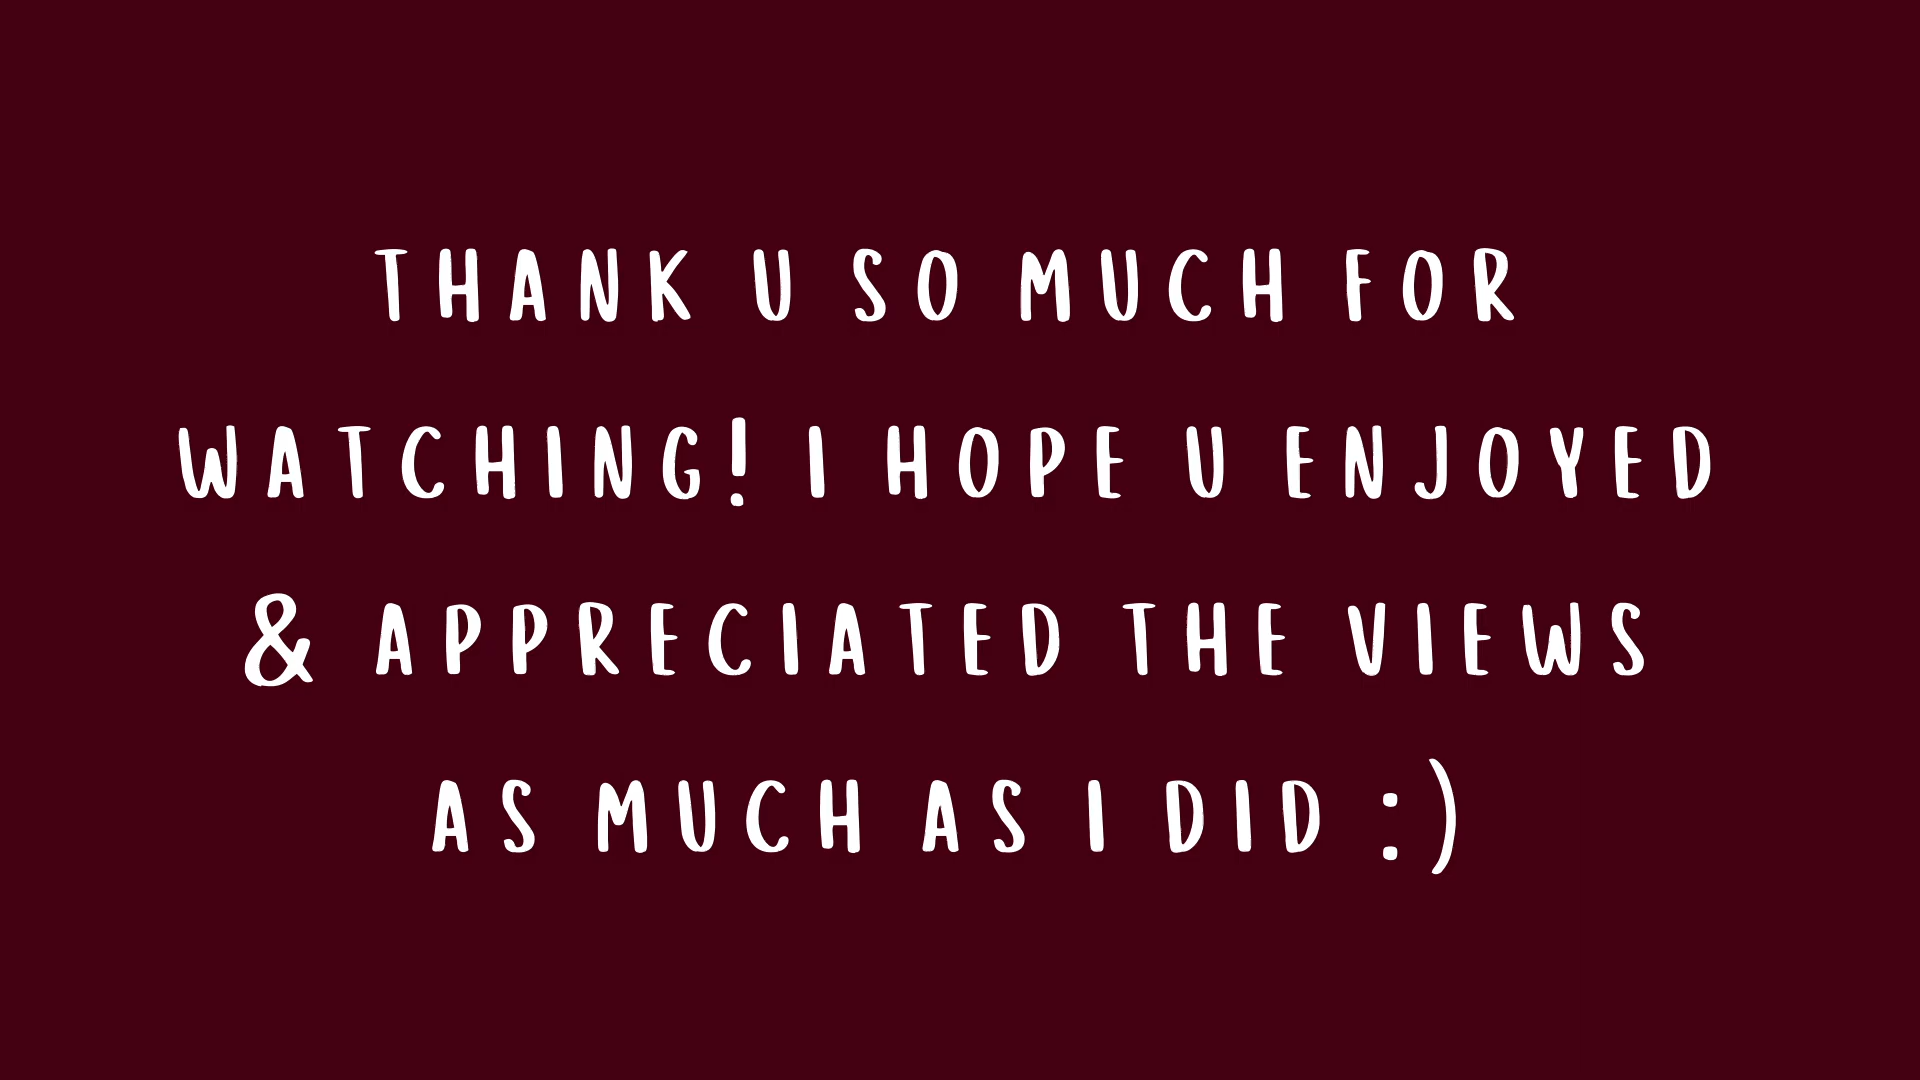 THANK U SO MUCH FOR
WATCHING! I HOPE U ENJOYED
& APPRECIATED THE VIEWS
AS MUCH AS I DID :)